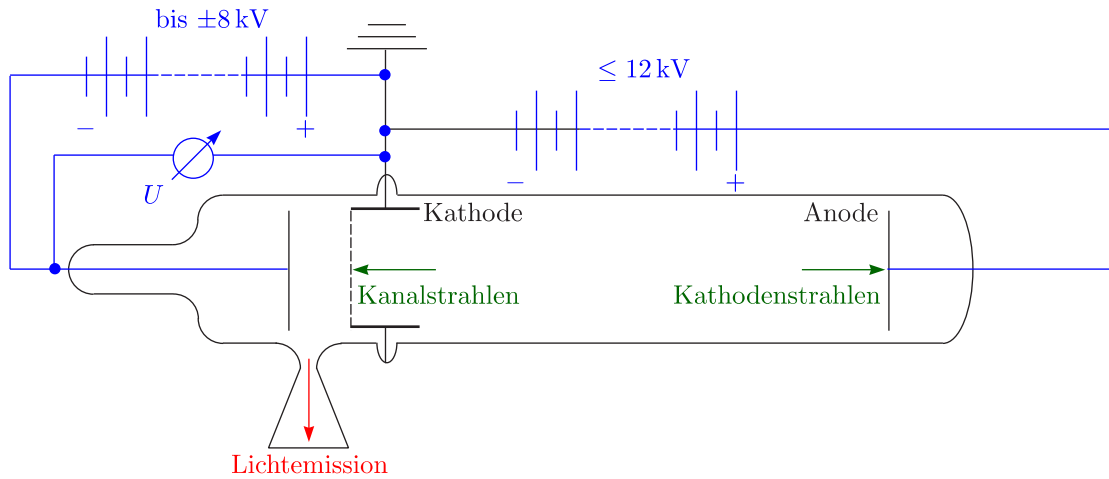 bis ±8 kV
≤ 12 kV
− +
U
− +
Kathode
Anode
Kanalstrahlen
Kathodenstrahlen
Lichtemission